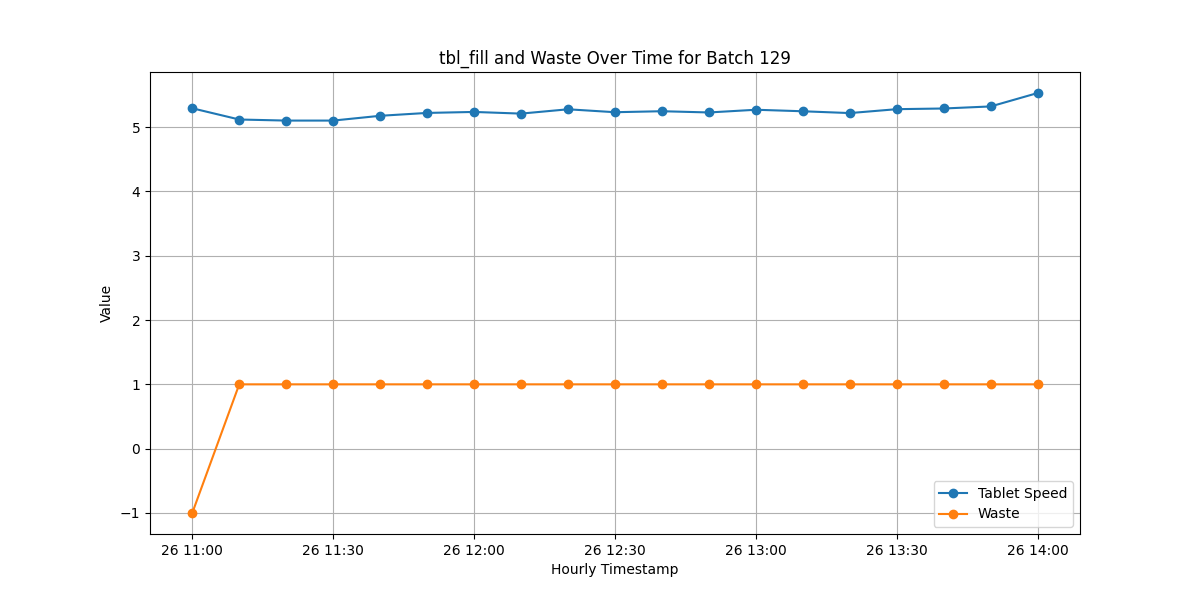 tbl_fill and Waste Over Time for Batch 129
Value
5
4
3
2
1
0
−1
Tablet Speed
Waste
26 11:00 26 11:30 26 12:00 26 12:30 26 13:00 26 13:30 26 14:00
Hourly Timestamp